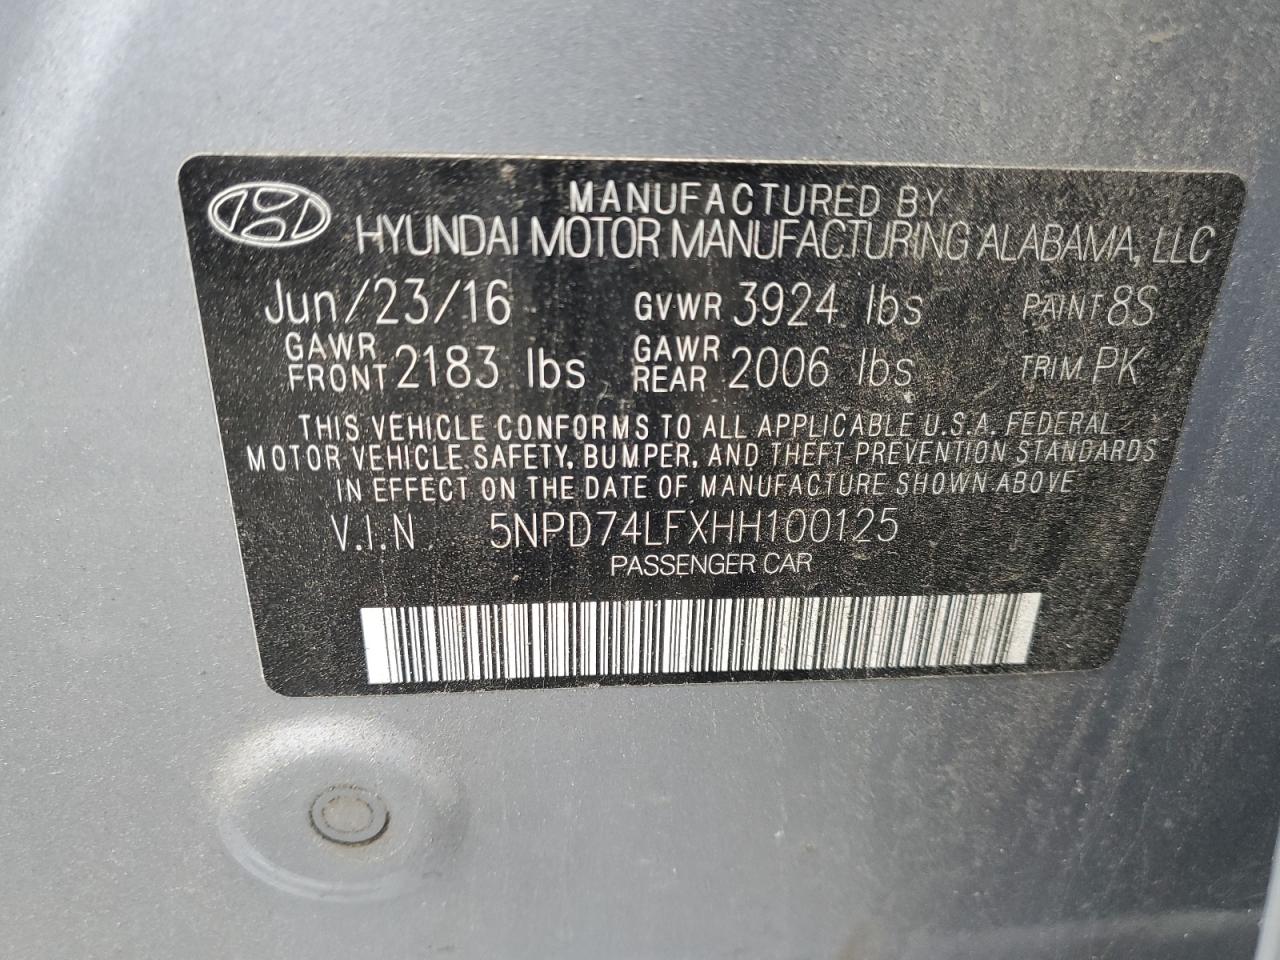 MANUFACTURED BY
HYUNDAI MOTOR MANUFACTURING ALABAMA, LLC
Jun/23/16 GVWR 3924 lbs PAINT 8S
GAWR FRONT 2183 lbs GAWR REAR 2006 lbs TRIM PK
THIS VEHICLE CONFORMS TO ALL APPLICABLE U.S.A. FEDERAL
MOTOR VEHICLE SAFETY, BUMPER, AND THEFT PREVENTION STANDARDS
IN EFFECT ON THE DATE OF MANUFACTURE SHOWN ABOVE
V.I.N 5NPD74LFXHH100125
PASSENGER CAR